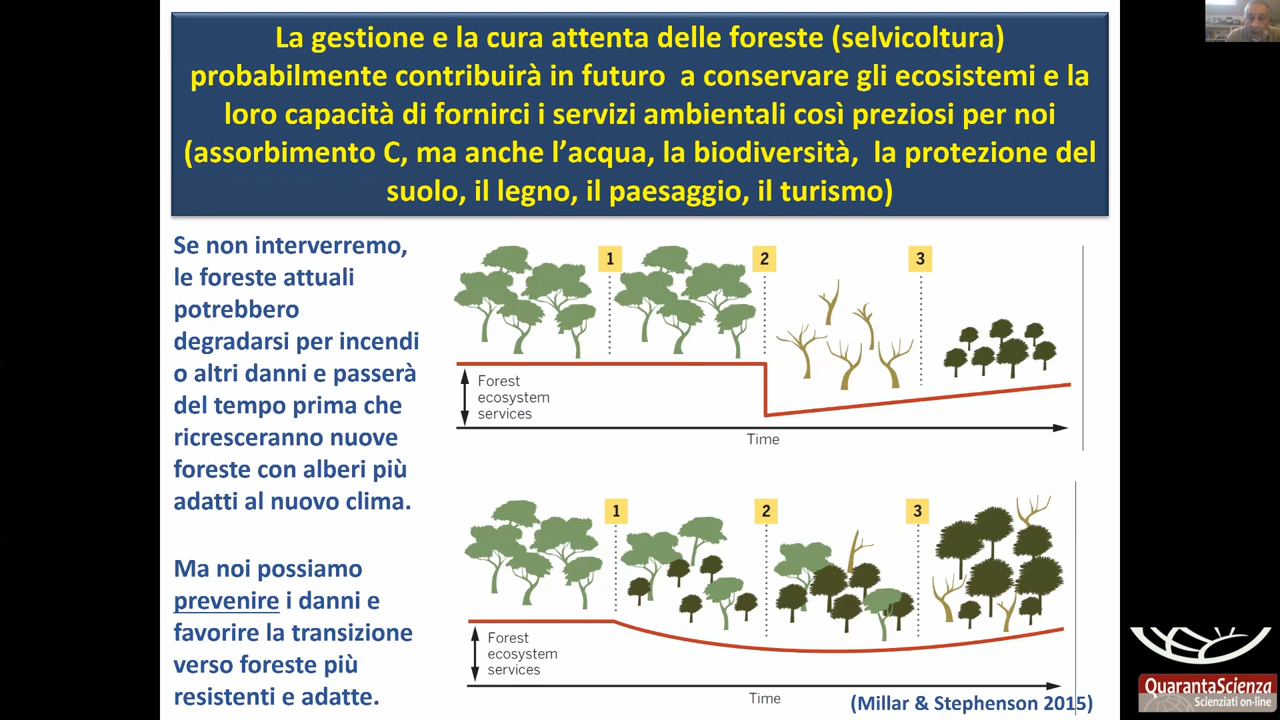 La gestione e la cura attenta delle foreste (selvicoltura)
probabilmente contribuirà in futuro a conservare gli ecosistemi e la
loro capacità di fornirci i servizi ambientali così preziosi per noi
(assorbimento C, ma anche l'acqua, la biodiversità, la protezione del
suolo, il legno, il paesaggio, il turismo)
Se non interverremo,
le foreste attuali
potrebbero
degradarsi per incendi
o altri danni e passerà
del tempo prima che
ricresceranno nuove
foreste con alberi più
adatti al nuovo clima.
Ma noi possiamo
prevenire i danni e
favorire la transizione
verso foreste più
resistenti e adatte.
1 2 3
Forest
ecosystem
services
Time
1 2 3
Forest
ecosystem
services
Time
(Millar & Stephenson 2015)
QuarantaScienza
Scienziati on-line